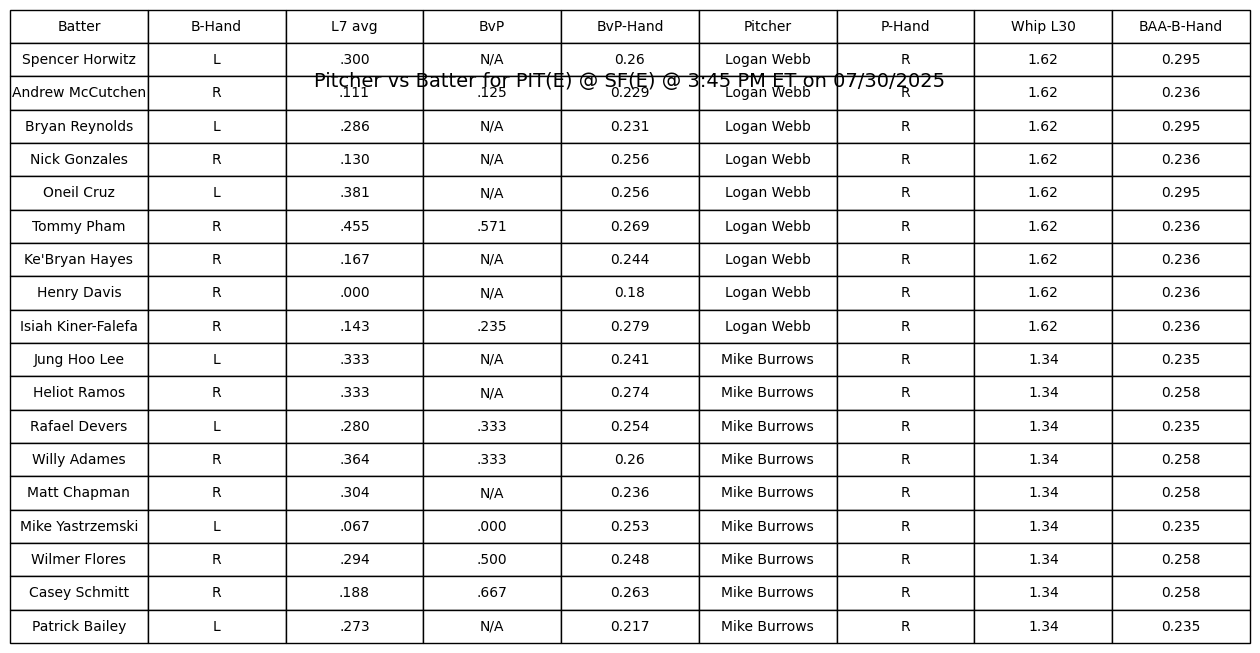 Batter B-Hand L7 avg BvP BvP-Hand Pitcher P-Hand Whip L30 BAA-B-Hand
Spencer Horwitz L .300 N/A 0.26 Logan Webb R 1.62 0.295
Pitcher vs Batter for PIT(E) @ SF(E) @ 3:45 PM ET on 07/30/2025
Andrew McCutchen R .111 .125 0.229 Logan Webb R 1.62 0.236
Bryan Reynolds L .286 N/A 0.231 Logan Webb R 1.62 0.295
Nick Gonzales R .130 N/A 0.256 Logan Webb R 1.62 0.236
Oneil Cruz L .381 N/A 0.256 Logan Webb R 1.62 0.295
Tommy Pham R .455 .571 0.269 Logan Webb R 1.62 0.236
Ke'Bryan Hayes R .167 N/A 0.244 Logan Webb R 1.62 0.236
Henry Davis R .000 N/A 0.18 Logan Webb R 1.62 0.236
Isiah Kiner-Falefa R .143 .235 0.279 Logan Webb R 1.62 0.236
Jung Hoo Lee L .333 N/A 0.241 Mike Burrows R 1.34 0.235
Heliot Ramos R .333 N/A 0.274 Mike Burrows R 1.34 0.258
Rafael Devers L .280 .333 0.254 Mike Burrows R 1.34 0.235
Willy Adames R .364 .333 0.26 Mike Burrows R 1.34 0.258
Matt Chapman R .304 N/A 0.236 Mike Burrows R 1.34 0.258
Mike Yastrzemski L .067 .000 0.253 Mike Burrows R 1.34 0.235
Wilmer Flores R .294 .500 0.248 Mike Burrows R 1.34 0.258
Casey Schmitt R .188 .667 0.263 Mike Burrows R 1.34 0.258
Patrick Bailey L .273 N/A 0.217 Mike Burrows R 1.34 0.235